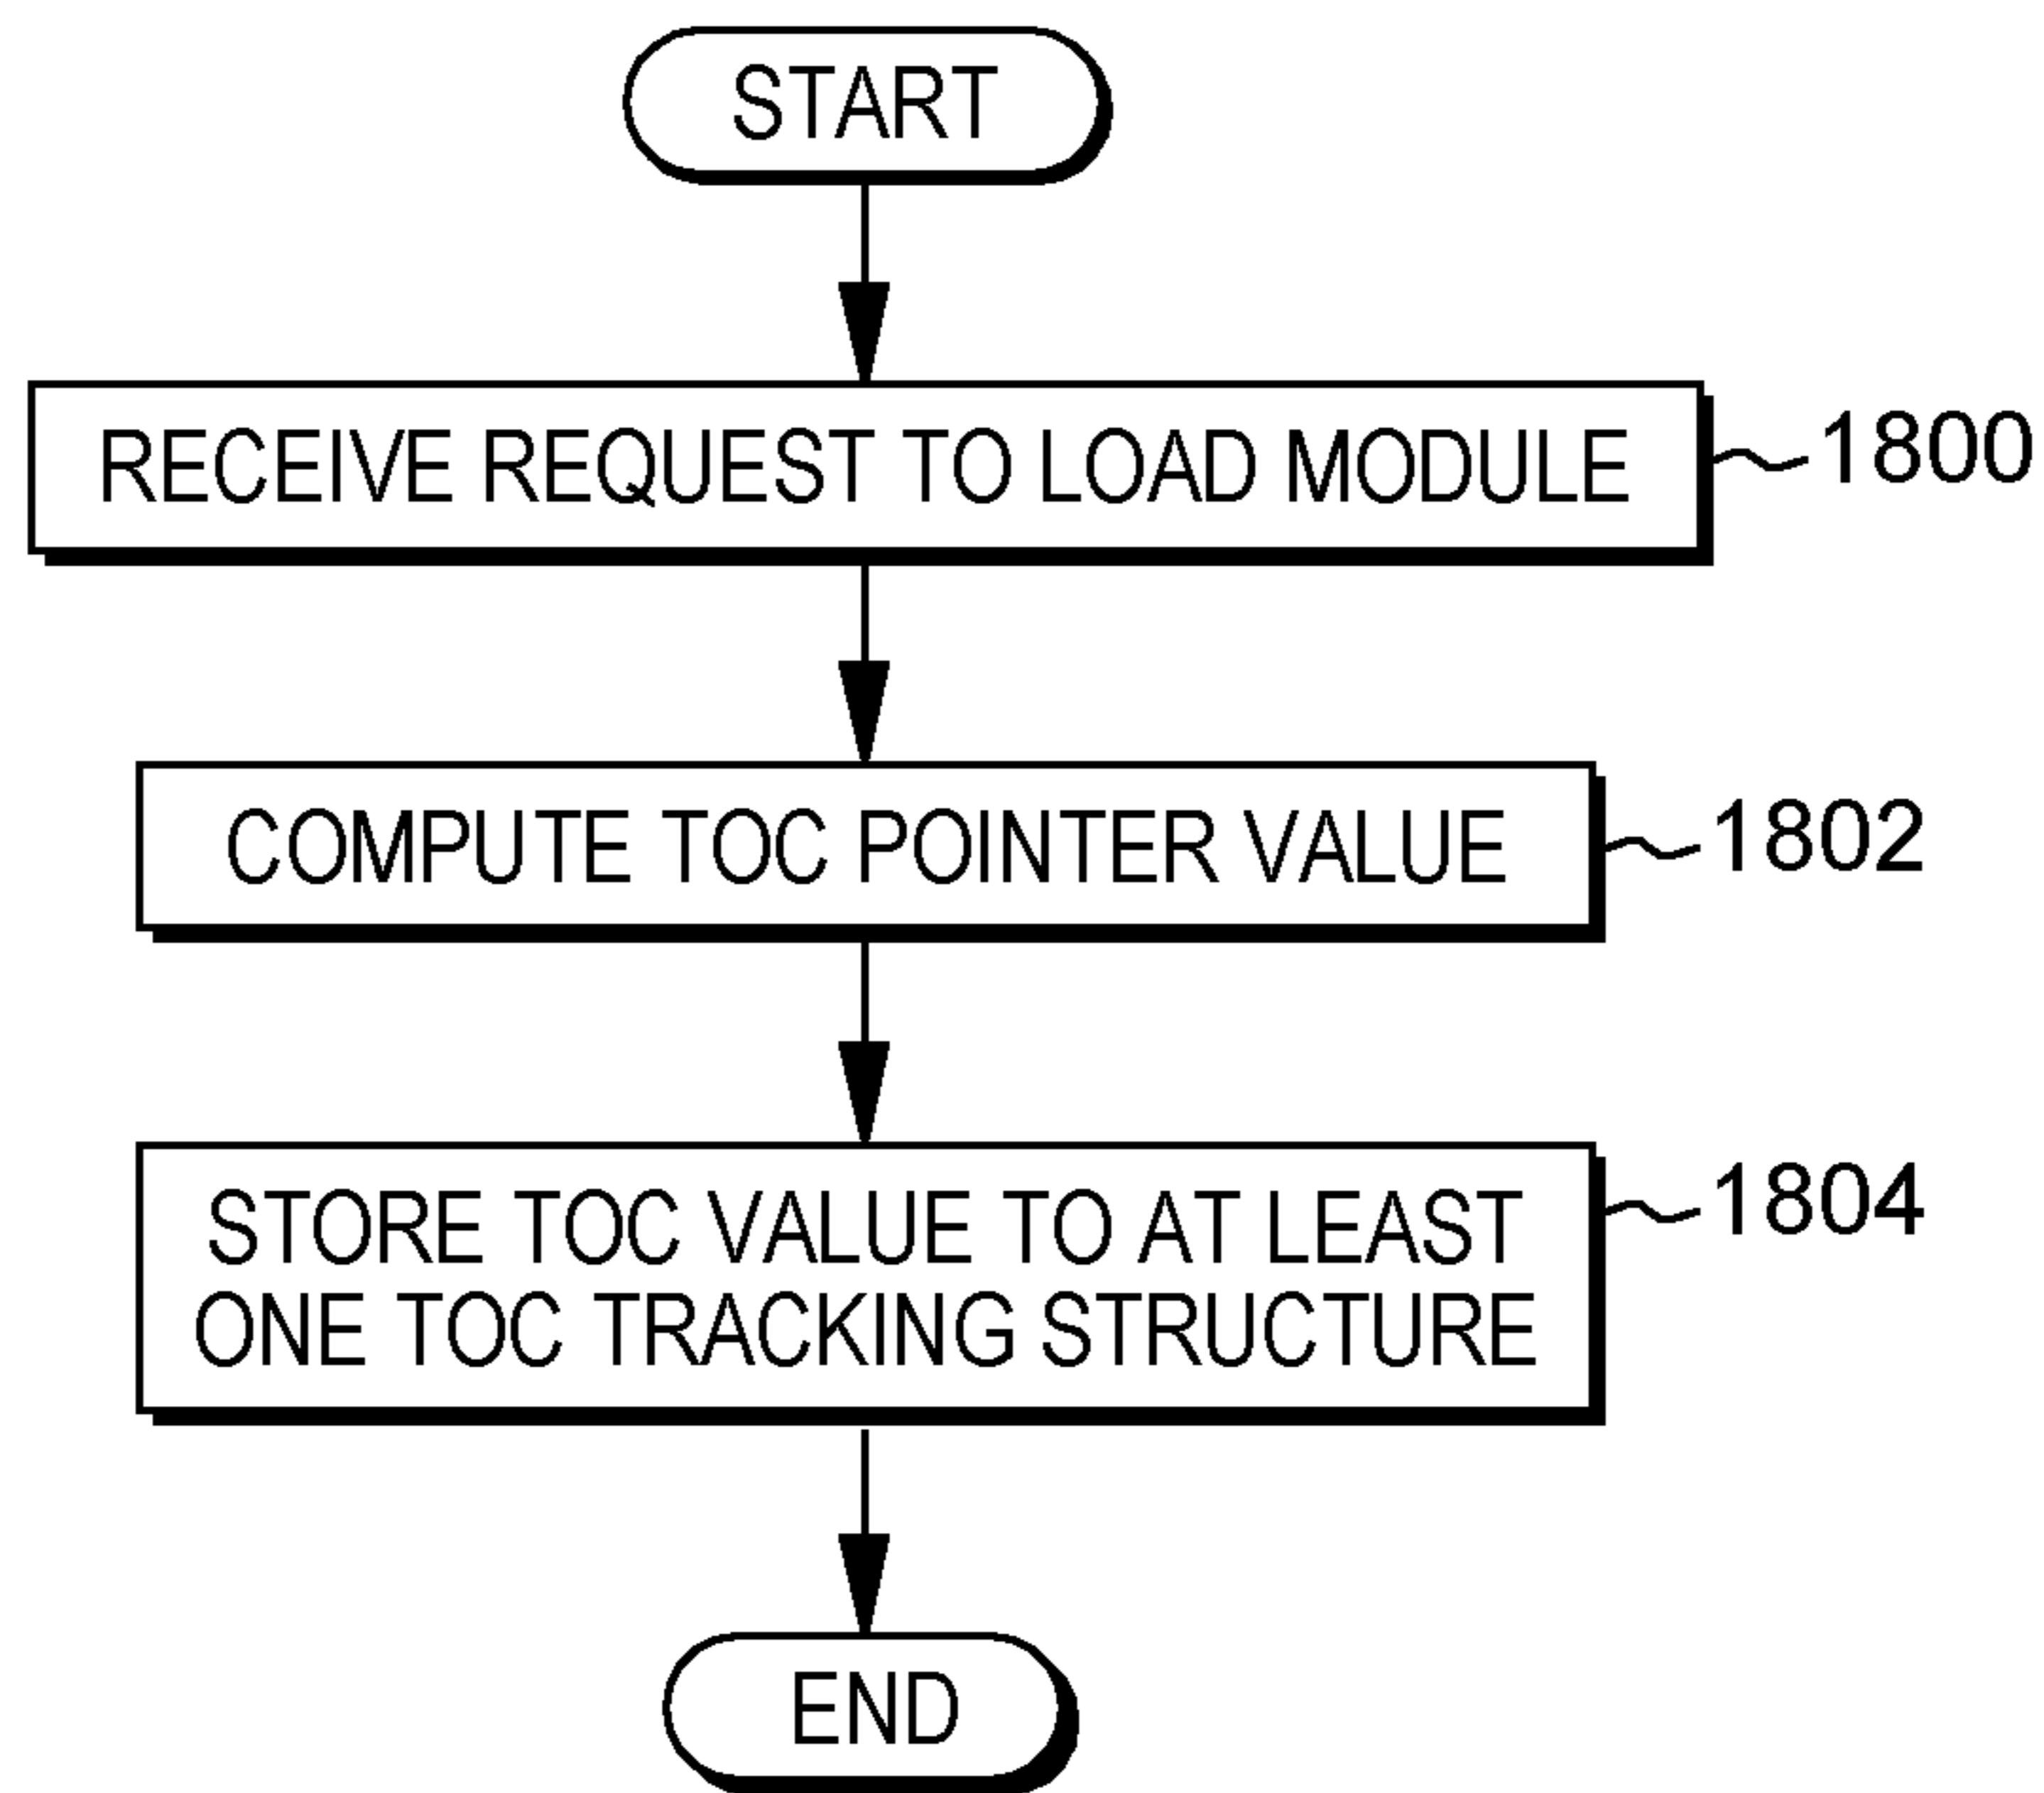 START
RECEIVE REQUEST TO LOAD MODULE
1800
COMPUTE TOC POINTER VALUE
1802
STORE TOC VALUE TO AT LEAST
ONE TOC TRACKING STRUCTURE
1804
END